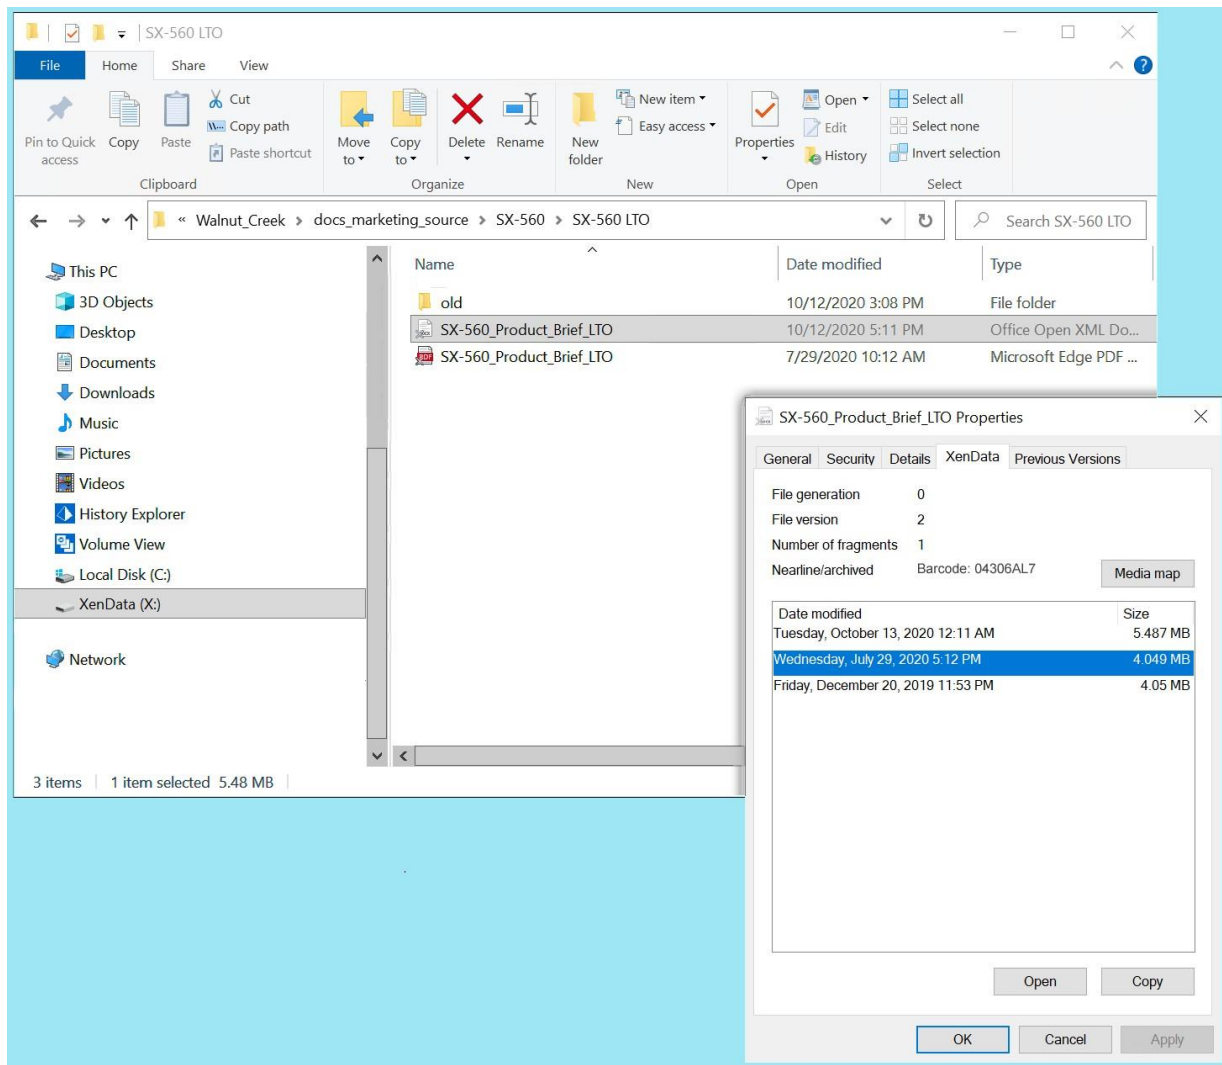 SX-560 LTO
File Home Share View
Pin to Quick access
Copy
Paste
Cut
Copy path
Paste shortcut
Clipboard
Move to
Copy to
Delete
Rename
Organize
New folder
New item
Easy access
New
Properties
Open
Edit
History
Open
Select all
Select none
Invert selection
Select
« Walnut_Creek > docs_marketing_source > SX-560 > SX-560 LTO
Search SX-560 LTO
This PC
3D Objects
Desktop
Documents
Downloads
Music
Pictures
Videos
History Explorer
Volume View
Local Disk (C:)
XenData (X:)
Network
Name Date modified Type
old 10/12/2020 3:08 PM File folder
SX-560_Product_Brief_LTO 10/12/2020 5:11 PM Office Open XML Do...
SX-560_Product_Brief_LTO 7/29/2020 10:12 AM Microsoft Edge PDF ...
3 items 1 item selected 5.48 MB
SX-560_Product_Brief_LTO Properties
General Security Details XenData Previous Versions
File generation 0
File version 2
Number of fragments 1
Nearline/archived Barcode: 04306AL7
Media map
Date modified Size
Tuesday, October 13, 2020 12:11 AM 5.487 MB
Wednesday, July 29, 2020 5:12 PM 4.049 MB
Friday, December 20, 2019 11:53 PM 4.05 MB
Open Copy
OK Cancel Apply